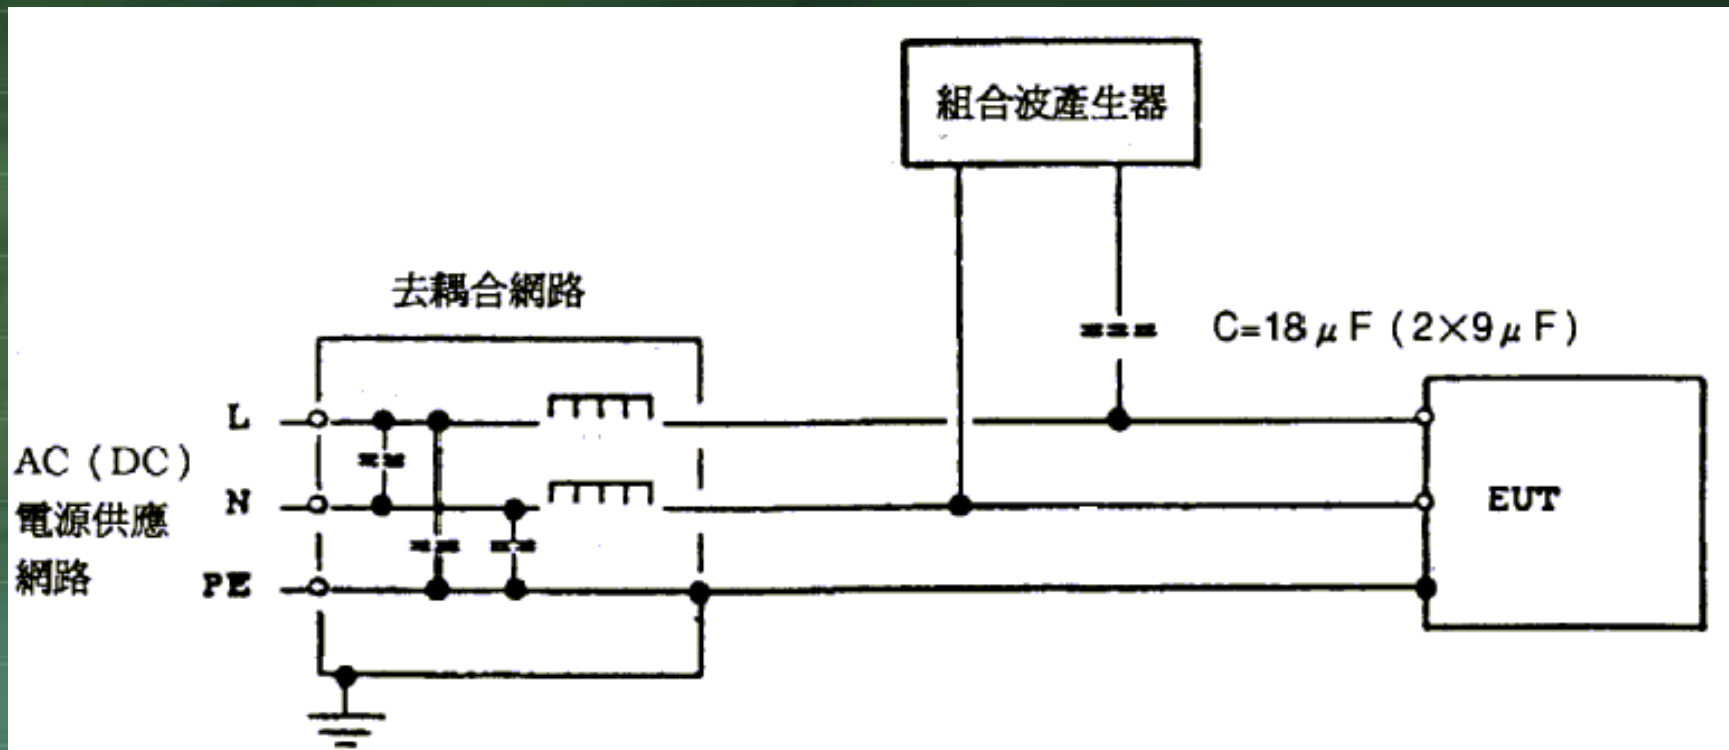 組合波產生器
去耦合網路
C=18μF(2×9μF)
L
AC(DC)
電源供應
網路
N
PE
EUT